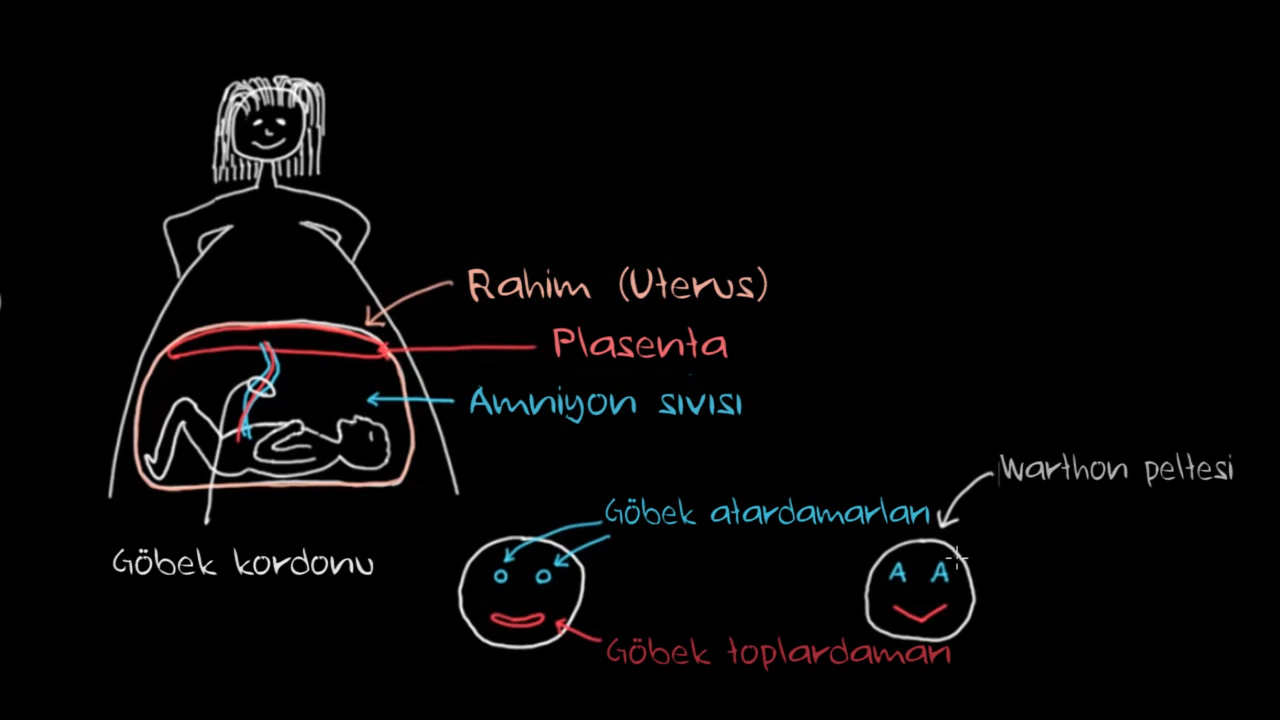 Rahim (Uterus)
Plasenta
Amniyon sıvısı
Warthon peltesi
Göbek atardamarları
Göbek kordonu
A A
Göbek toplardamarı